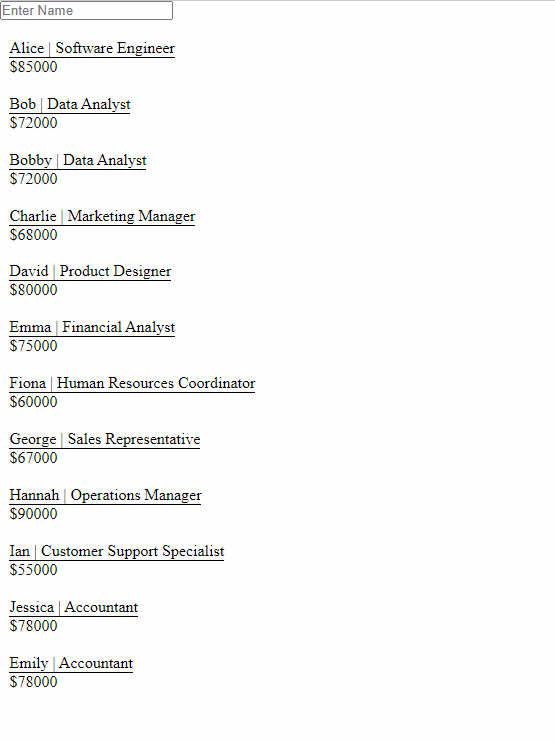 Enter Name
Alice | Software Engineer
$85000
Bob | Data Analyst
$72000
Bobby | Data Analyst
$72000
Charlie | Marketing Manager
$68000
David | Product Designer
$80000
Emma | Financial Analyst
$75000
Fiona | Human Resources Coordinator
$60000
George | Sales Representative
$67000
Hannah | Operations Manager
$90000
Ian | Customer Support Specialist
$55000
Jessica | Accountant
$78000
Emily | Accountant
$78000